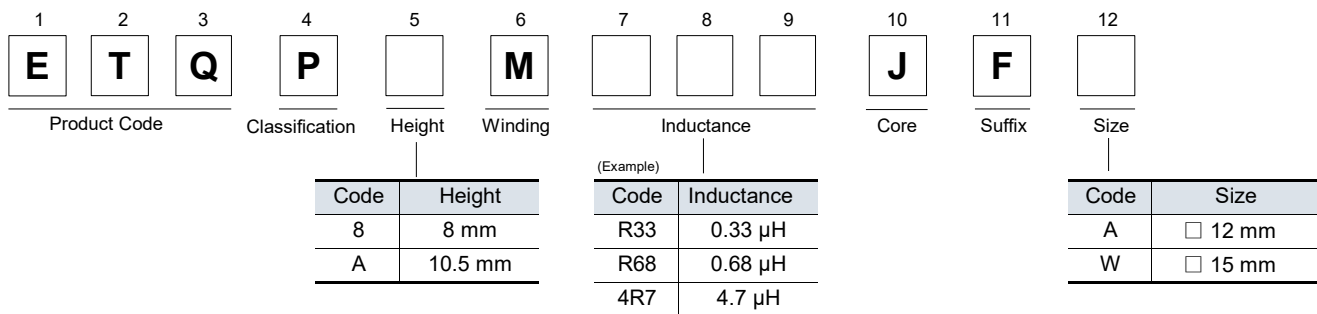 1 2 3 4 5 6 7 8 9 10 11 12
E T Q P M J F
Product Code Classification Height Winding Inductance Core Suffix Size
(Example)
Code Height Code Inductance Code Size
8 8 mm R33 0.33 µH A □ 12 mm
A 10.5 mm R68 0.68 µH W □ 15 mm
4R7 4.7 µH